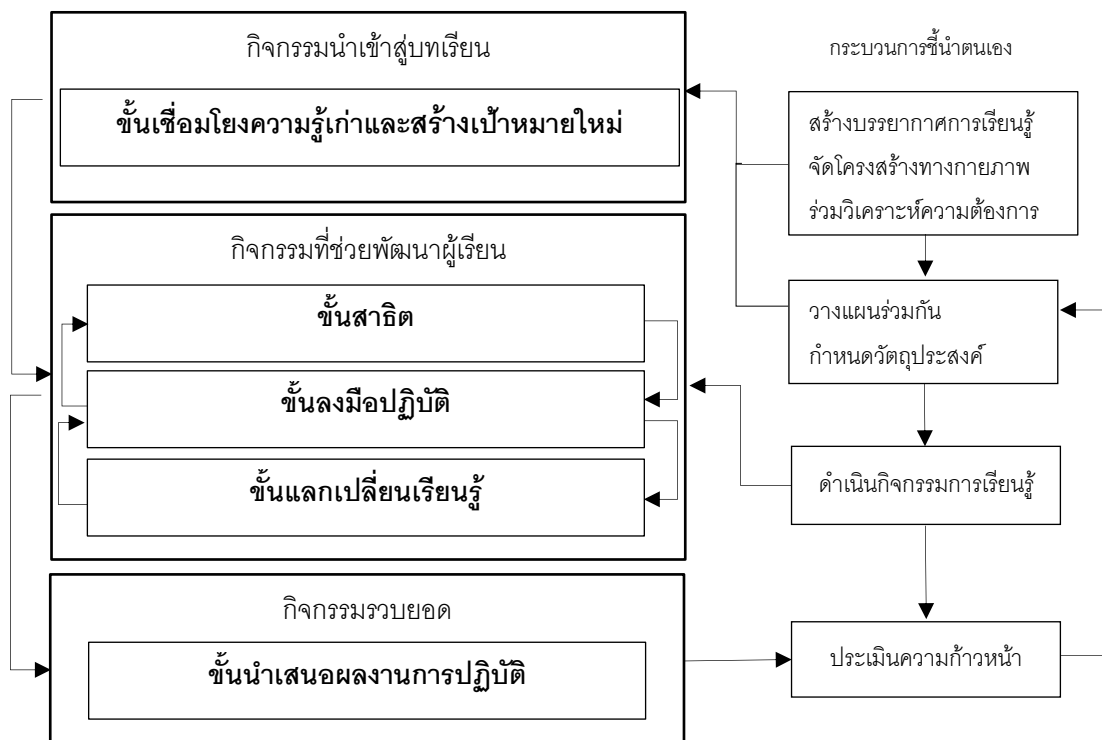 กิจกรรมนำเข้าสู่บทเรียน
ขั้นเชื่อมโยงความรู้เก่าและสร้างเป้าหมายใหม่
กิจกรรมที่ช่วยพัฒนาผู้เรียน
ขั้นสาธิต
ขั้นลงมือปฏิบัติ
ขั้นแลกเปลี่ยนเรียนรู้
กิจกรรมรวบยอด
ขั้นนำเสนอผลงานการปฏิบัติ
กระบวนการชี้นำตนเอง
สร้างบรรยากาศการเรียนรู้
จัดโครงสร้างทางกายภาพ
ร่วมวิเคราะห์ความต้องการ
วางแผนร่วมกัน
กำหนดวัตถุประสงค์
ดำเนินกิจกรรมการเรียนรู้
ประเมินความก้าวหน้า